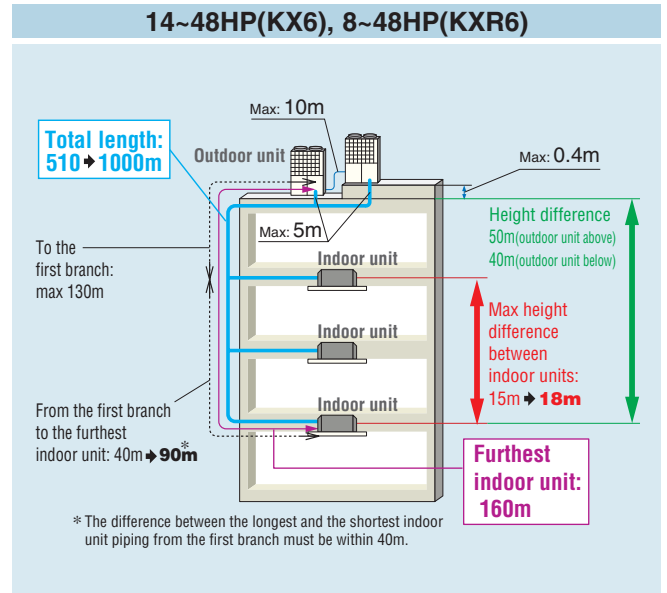 14~48HP(KX6), 8~48HP(KXR6)
Max: 10m
Total length:
510➧1000m
Outdoor unit
Max: 0.4m
Max: 5m
Height difference
50m(outdoor unit above)
40m(outdoor unit below)
To the
first branch:
max 130m
Indoor unit
Max height
difference
between
indoor units:
15m➧18m
Indoor unit
Indoor unit
From the first branch
to the furthest
indoor unit: 40m➧90m*
Furthest
indoor unit:
160m
* The difference between the longest and the shortest indoor
unit piping from the first branch must be within 40m.